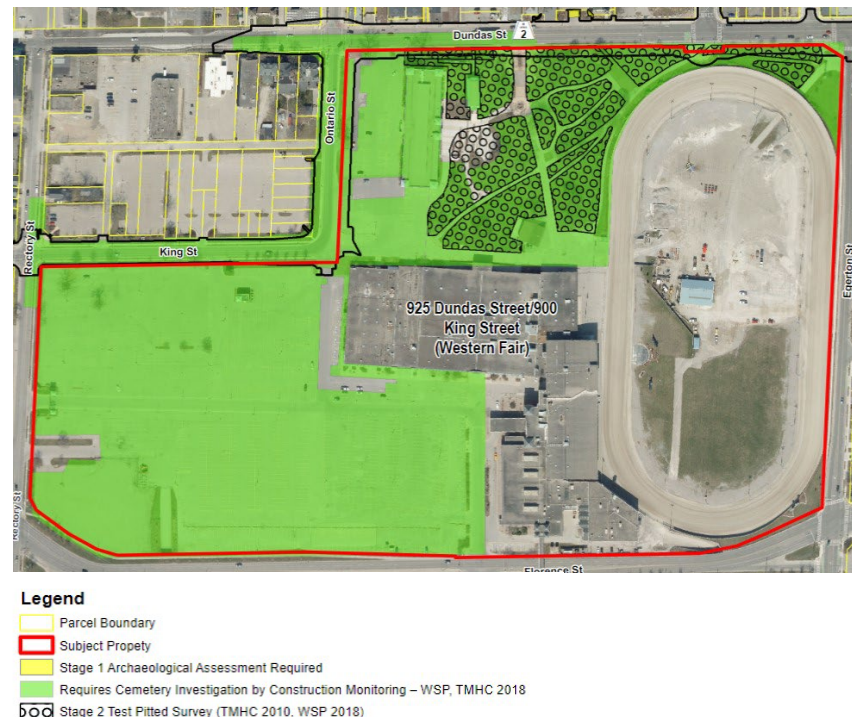 Dundas St
2
Ontario St
Rectory St
King St
Egerton St
925 Dundas Street/900
King Street
(Western Fair)
Rectory St
Florence St
Legend
Parcel Boundary
Subject Propety
Stage 1 Archaeological Assessment Required
Requires Cemetery Investigation by Construction Monitoring – WSP, TMHC 2018
Stage 2 Test Pitted Survey (TMHC 2010, WSP 2018)